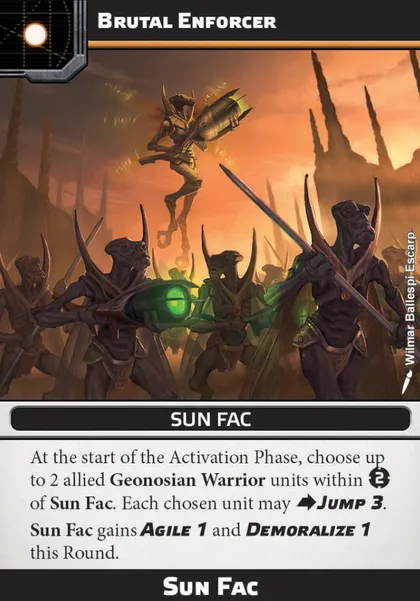 Brutal Enforcer
Wilmar Ballespi Escarp
SUN FAC
At the start of the Activation Phase, choose up
to 2 allied Geonosian Warrior units within 2
of Sun Fac. Each chosen unit may Jump 3.
Sun Fac gains Agile 1 and Demoralize 1
this Round.
Sun Fac